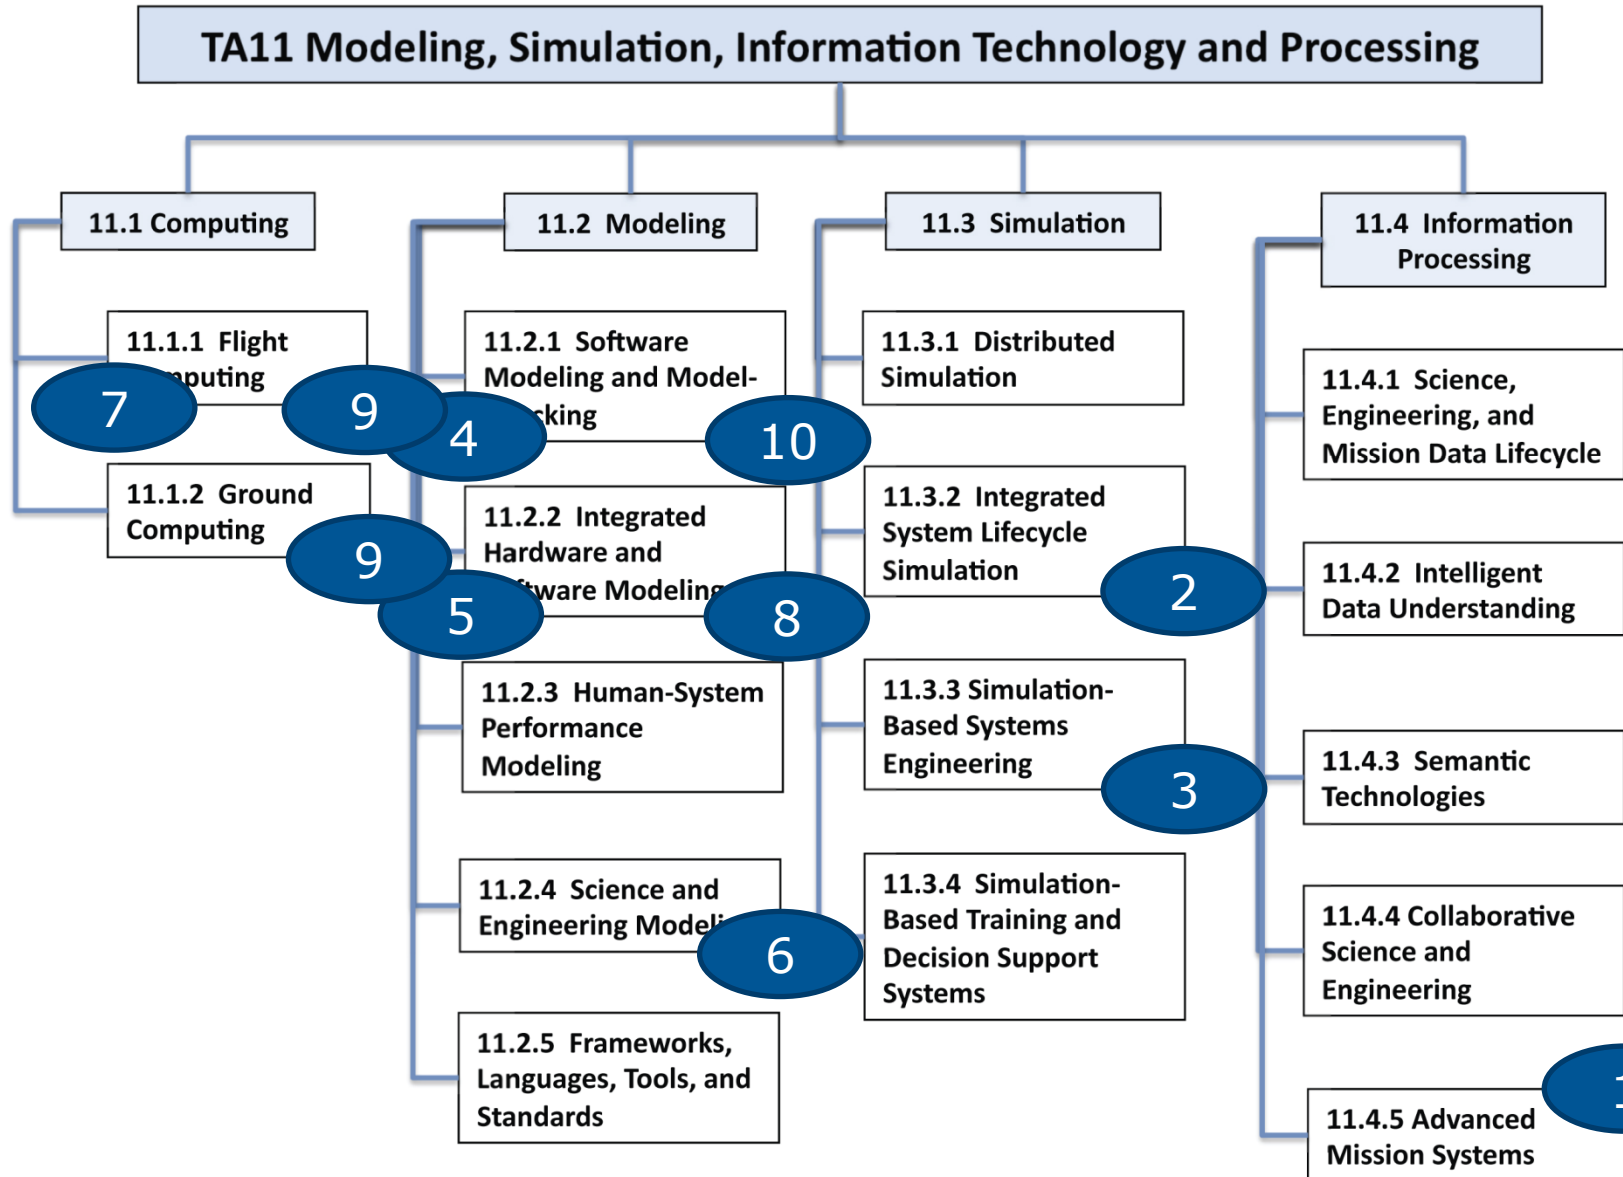 TA11 Modeling, Simulation, Information Technology and Processing
11.1 Computing
11.1.1 Flight
7
9
11.1.2 Ground
Computing
9
11.2 Modeling
11.2.1 Software
Modeling and Model-
4
10
11.2.2 Integrated
Hardware and
Modeling
5
8
11.2.3 Human-System
Performance
Modeling
11.2.4 Science and
Engineering
6
11.2.5 Frameworks,
Languages, Tools, and
Standards
11.3 Simulation
11.3.1 Distributed
Simulation
11.3.2 Integrated
System Lifecycle
Simulation
2
11.3.3 Simulation-
Based Systems
Engineering
3
11.3.4 Simulation-
Based Training and
Decision Support
Systems
11.4 Information
Processing
11.4.1 Science,
Engineering, and
Mission Data Lifecycle
11.4.2 Intelligent
Data Understanding
11.4.3 Semantic
Technologies
11.4.4 Collaborative
Science and
Engineering
11.4.5 Advanced
Mission Systems